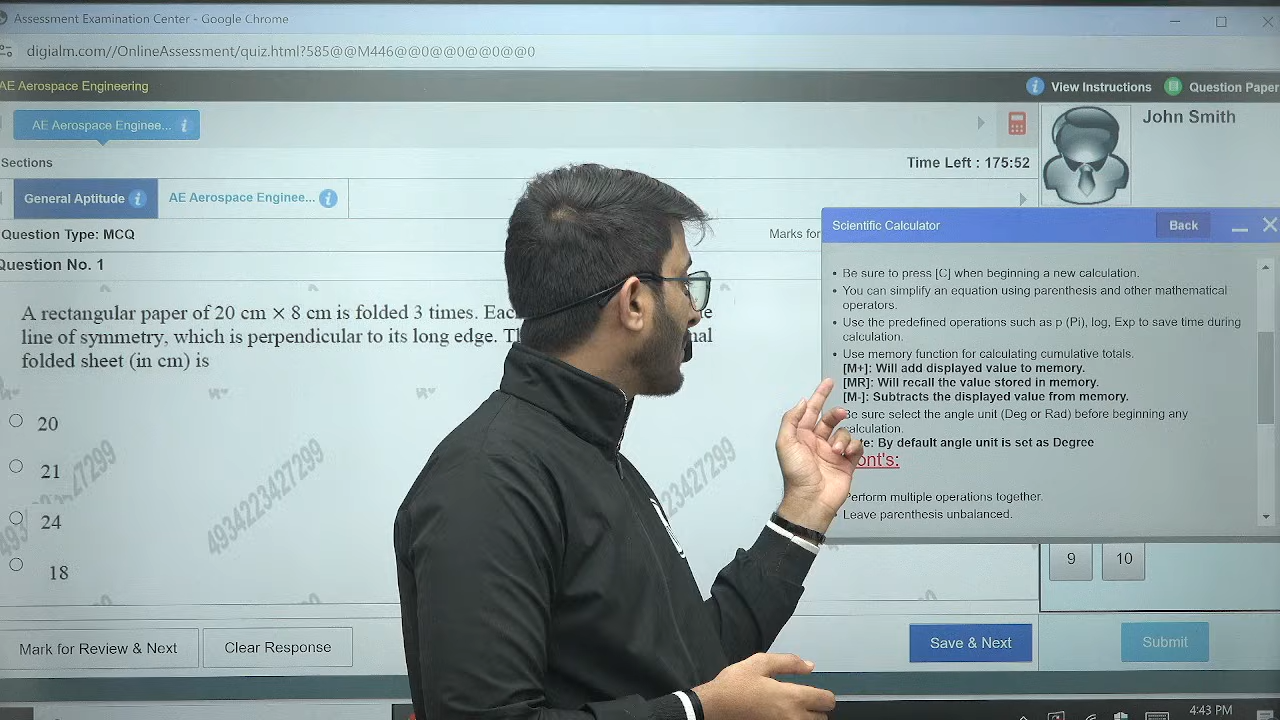 Assessment Examination Center - Google Chrome
digialm.com//OnlineAssessment/quiz.html?585@@M446@@0@@0@@0@@0
AE Aerospace Engineering
View Instructions
Question Paper
AE Aerospace Enginee...
John Smith
Sections
Time Left : 175:52
General Aptitude
AE Aerospace Enginee...
Question Type: MCQ
Marks for
Scientific Calculator
Back
Question No. 1
A rectangular paper of 20 cm × 8 cm is folded 3 times.
line of symmetry, which is perpendicular to its long edge.
folded sheet (in cm) is
20
21
24
18
4934223427299
• Be sure to press [C] when beginning a new calculation.
• You can simplify an equation using parenthesis and other mathematical
operators.
• Use the predefined operations such as p (Pi), log, Exp to save time during
calculation.
• Use memory function for calculating cumulative totals.
[M+]: Will add displayed value to memory.
[MR]: Will recall the value stored in memory.
[M-]: Subtracts the displayed value from memory.
Be sure select the angle unit (Deg or Rad) before beginning any
calculation.
By default angle unit is set as Degree
Perform multiple operations together.
• Leave parenthesis unbalanced.
9
10
Mark for Review & Next
Clear Response
Save & Next
Submit
4:43 PM